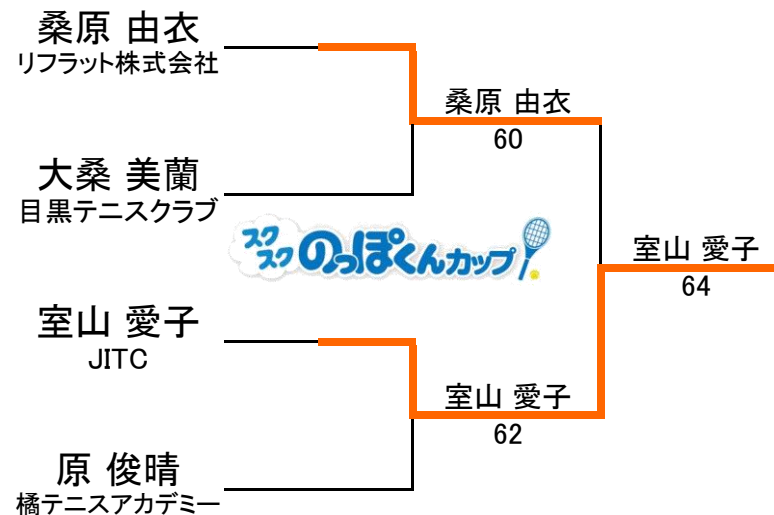 桑原 由衣
リフラット株式会社
桑原 由衣
60
大桑 美蘭
目黒テニスクラブ
スクスク
のっぽくんカップ
室山 愛子
64
室山 愛子
JITC
室山 愛子
62
原 俊晴
橘テニスアカデミー